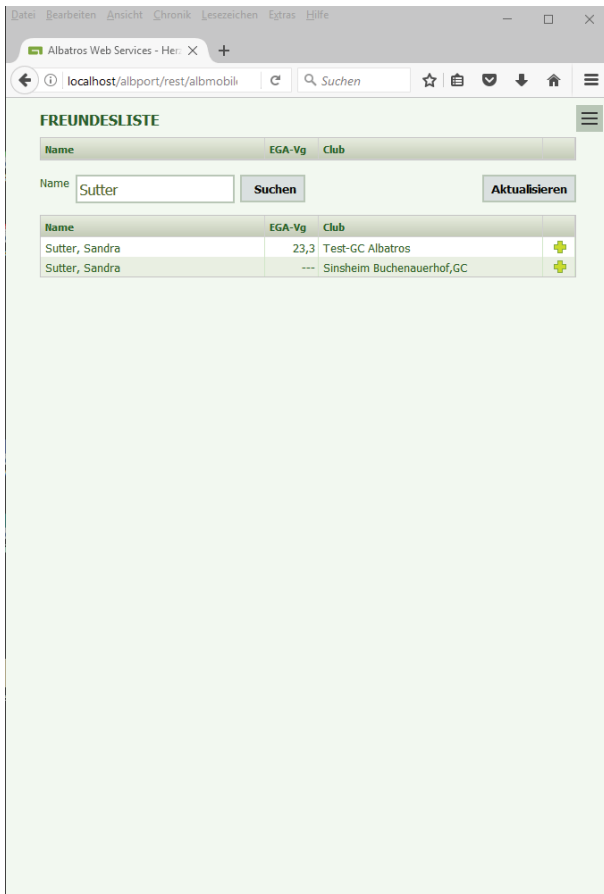 Datei Bearbeiten Ansicht Chronik Lesezeichen Extras Hilfe
Albatros Web Services - Her
localhost/albport/rest/albmobil
Suchen
FREUNDESLISTE
Name EGA-Vg Club
Name Sutter Suchen Aktualisieren
Name EGA-Vg Club
Sutter, Sandra 23,3 Test-GC Albatros
Sutter, Sandra --- Sinsheim Buchenauerhof,GC